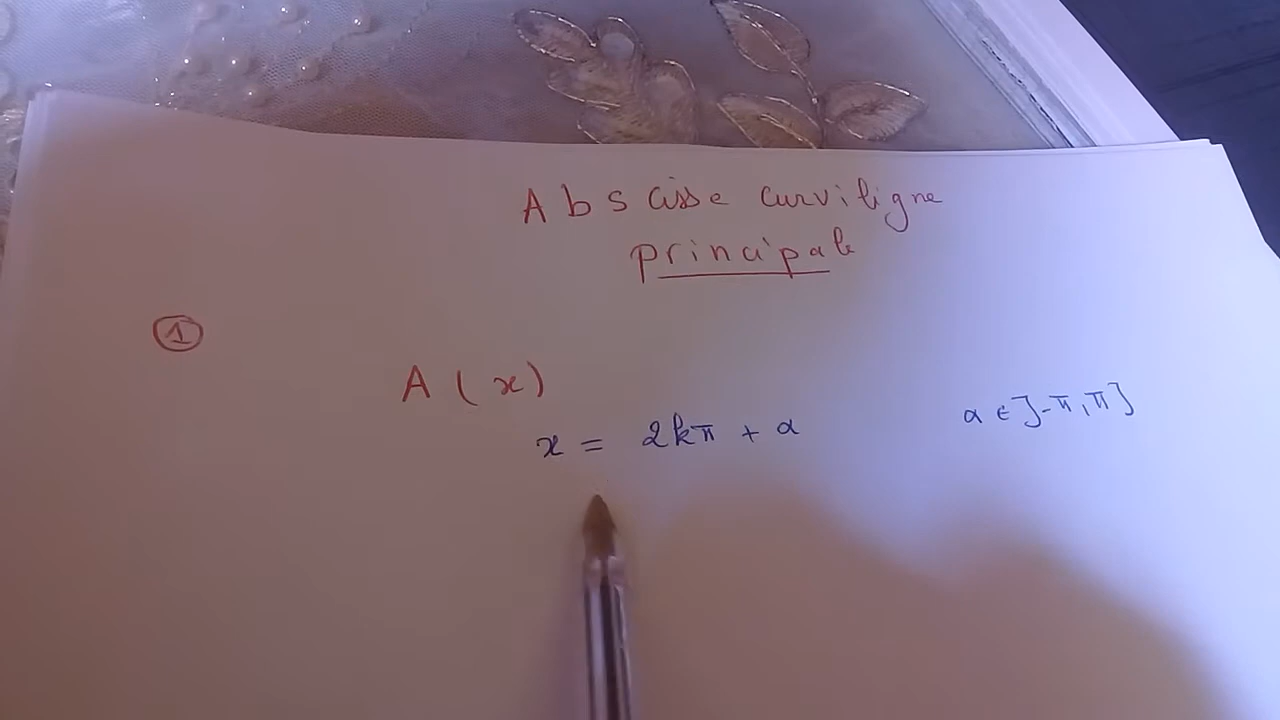 Abscisse curviligne
principale
1
A (x)
x = 2kπ + α
α ∈ ]-π, π]